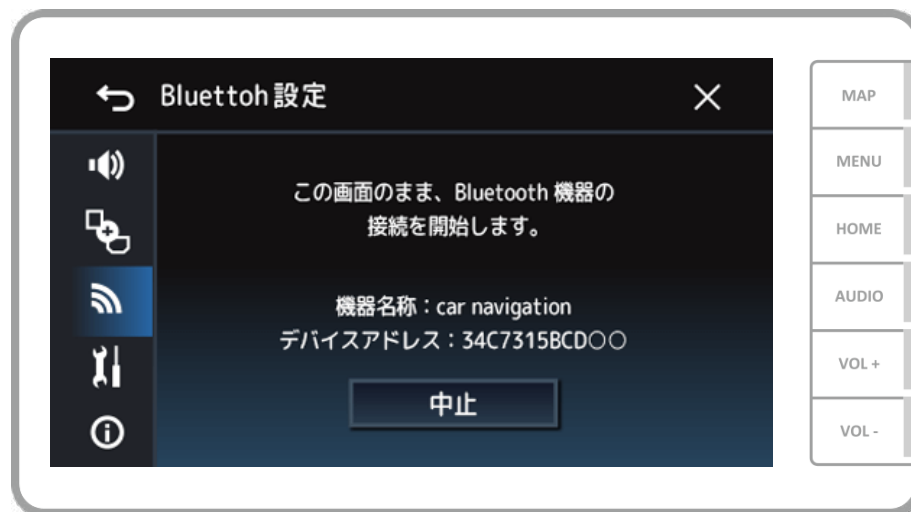 Bluettoh設定
この画面のまま、Bluetooth 機器の
接続を開始します。
機器名称：car navigation
デバイスアドレス：34C7315BCD○○
中止
MAP
MENU
HOME
AUDIO
VOL +
VOL -